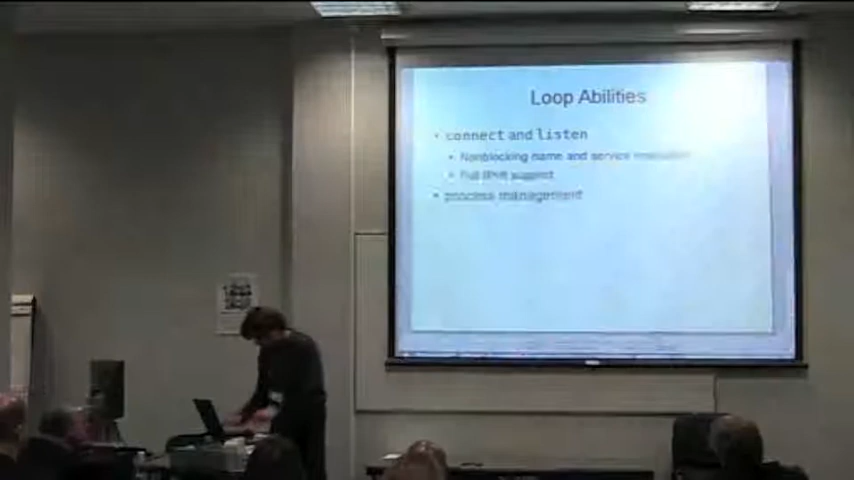 Loop Abilities
• connect and listen
• Nonblocking name and service resolution
• Full IPv6 support
• process management